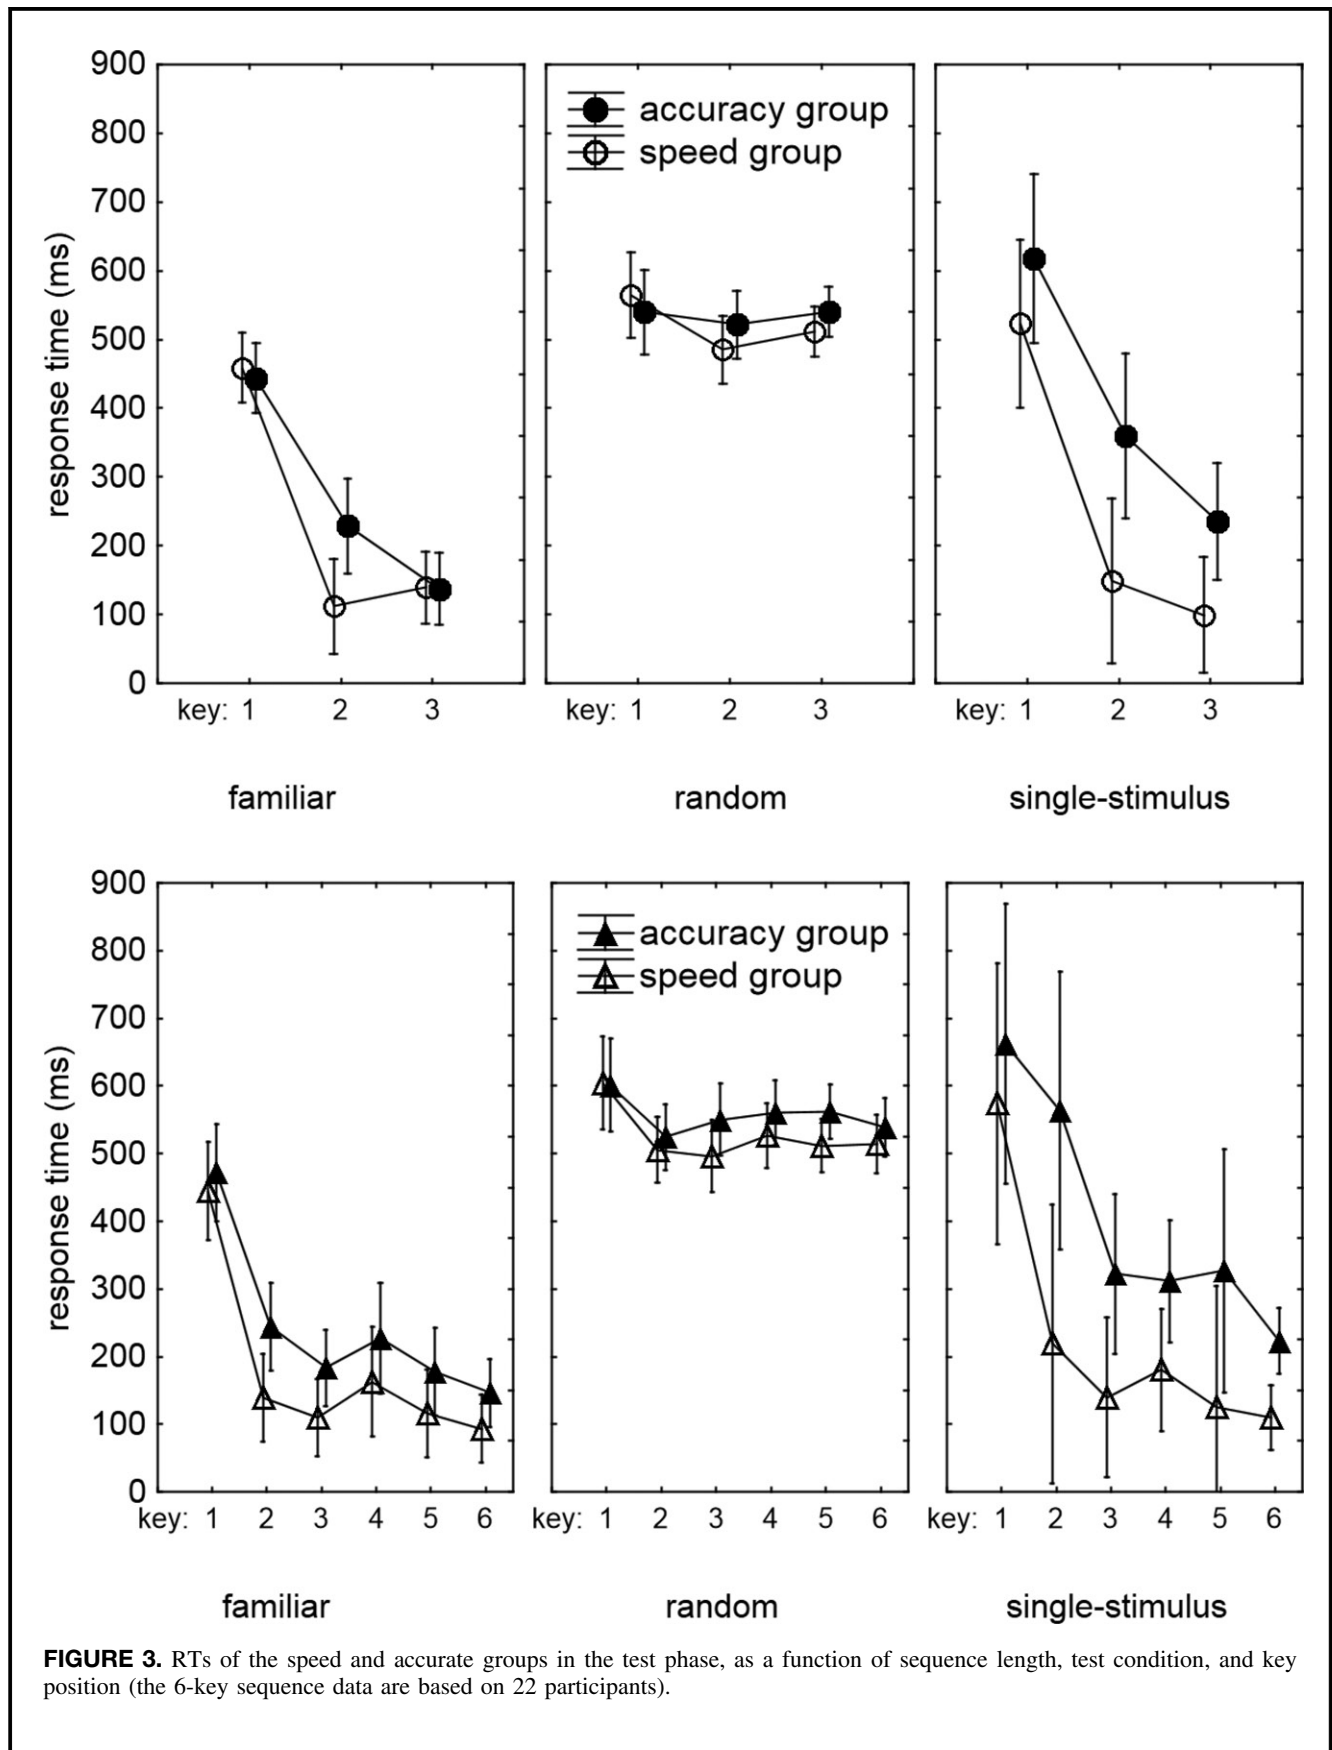 900
800
700
600
500
400
300
200
100
0
response time (ms)
accuracy group
speed group
key: 1 2 3
key: 1 2 3
key: 1 2 3
familiar
random
single-stimulus
900
800
700
600
500
400
300
200
100
0
response time (ms)
accuracy group
speed group
key: 1 2 3 4 5 6
key: 1 2 3 4 5 6
key: 1 2 3 4 5 6
familiar
random
single-stimulus
FIGURE 3. RTs of the speed and accurate groups in the test phase, as a function of sequence length, test condition, and key
position (the 6-key sequence data are based on 22 participants).